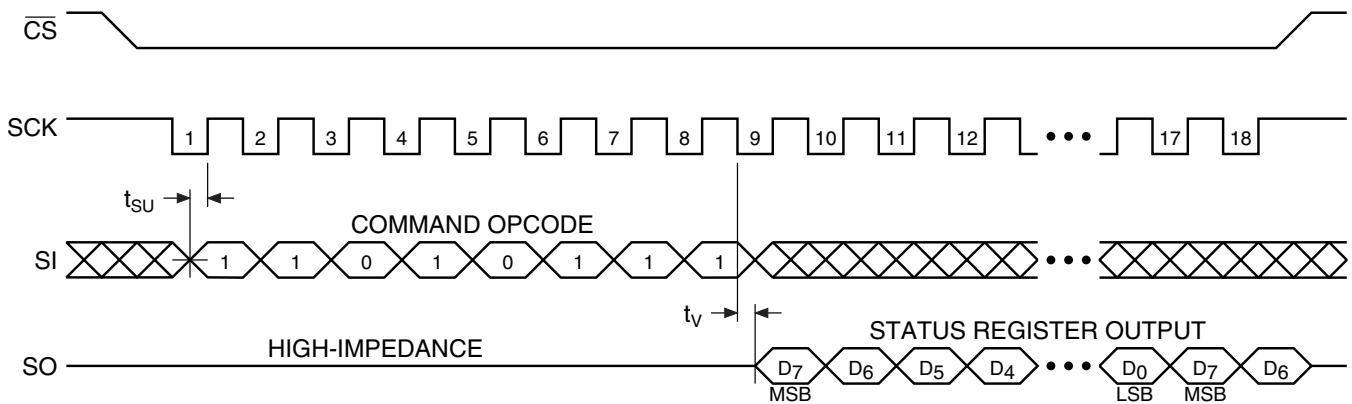 CS
SCK 1 2 3 4 5 6 7 8 9 10 11 12 ••• 17 18
tSU
COMMAND OPCODE
SI 1 1 0 1 0 1 1 1 •••
tV
STATUS REGISTER OUTPUT
HIGH-IMPEDANCE
SO D7 D6 D5 D4 ••• D0 D7 D6
MSB LSB MSB